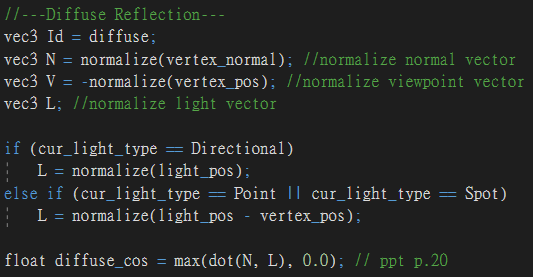 //---Diffuse Reflection---
vec3 Id = diffuse;
vec3 N = normalize(vertex_normal); //normalize normal vector
vec3 V = -normalize(vertex_pos); //normalize viewpoint vector
vec3 L; //normalize light vector
if (cur_light_type == Directional)
L = normalize(light_pos);
else if (cur_light_type == Point || cur_light_type == Spot)
L = normalize(light_pos - vertex_pos);
float diffuse_cos = max(dot(N, L), 0.0); // ppt p.20